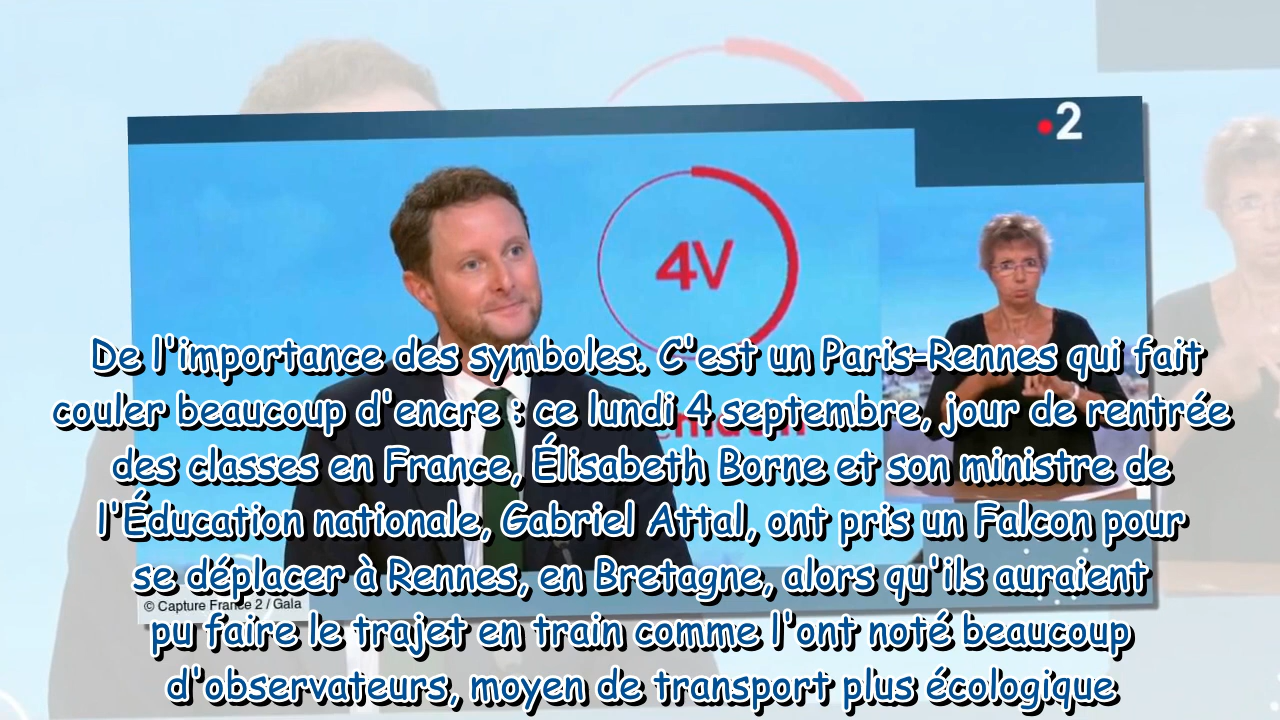 2
4V
De l'importance des symboles. C'est un Paris-Rennes qui fait
couler beaucoup d'encre : ce lundi 4 septembre, jour de rentrée
des classes en France, Élisabeth Borne et son ministre de
l'Éducation nationale, Gabriel Attal, ont pris un Falcon pour
se déplacer à Rennes, en Bretagne, alors qu'ils auraient
© Capture France 2 / Gala
pu faire le trajet en train comme l'ont noté beaucoup
d'observateurs, moyen de transport plus écologique